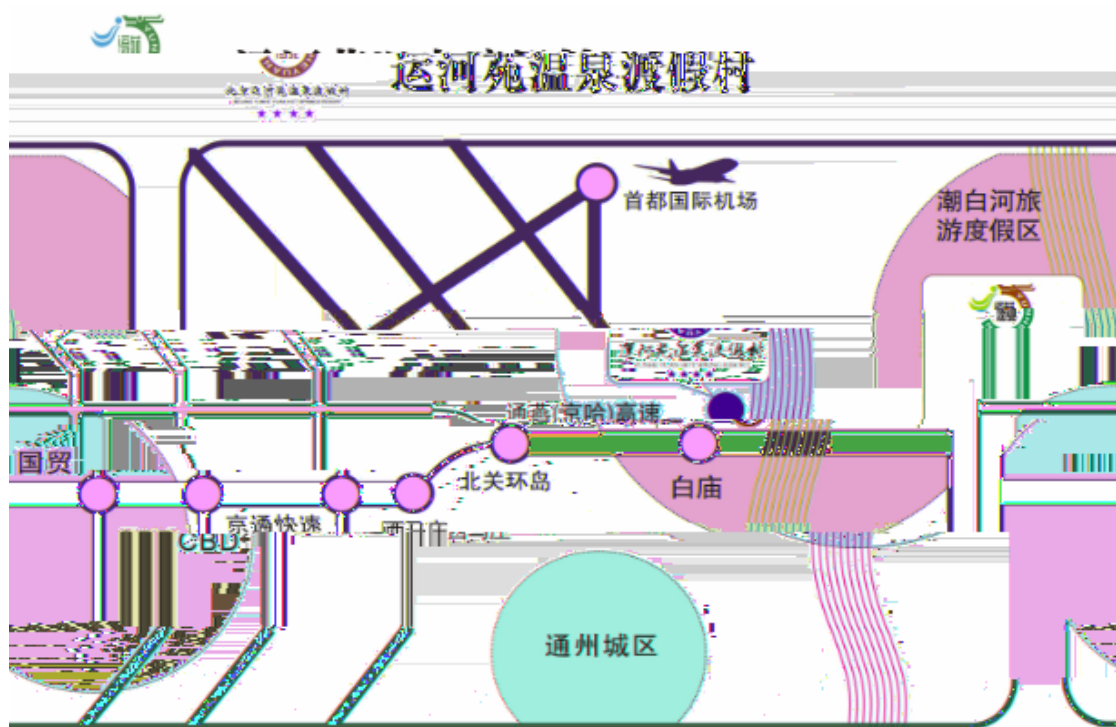 运河苑温泉渡假村
首都国际机场
潮白河旅
游度假区
通燕(京哈)高速
国贸
北关环岛
白庙
京通快速
CBD
通州城区